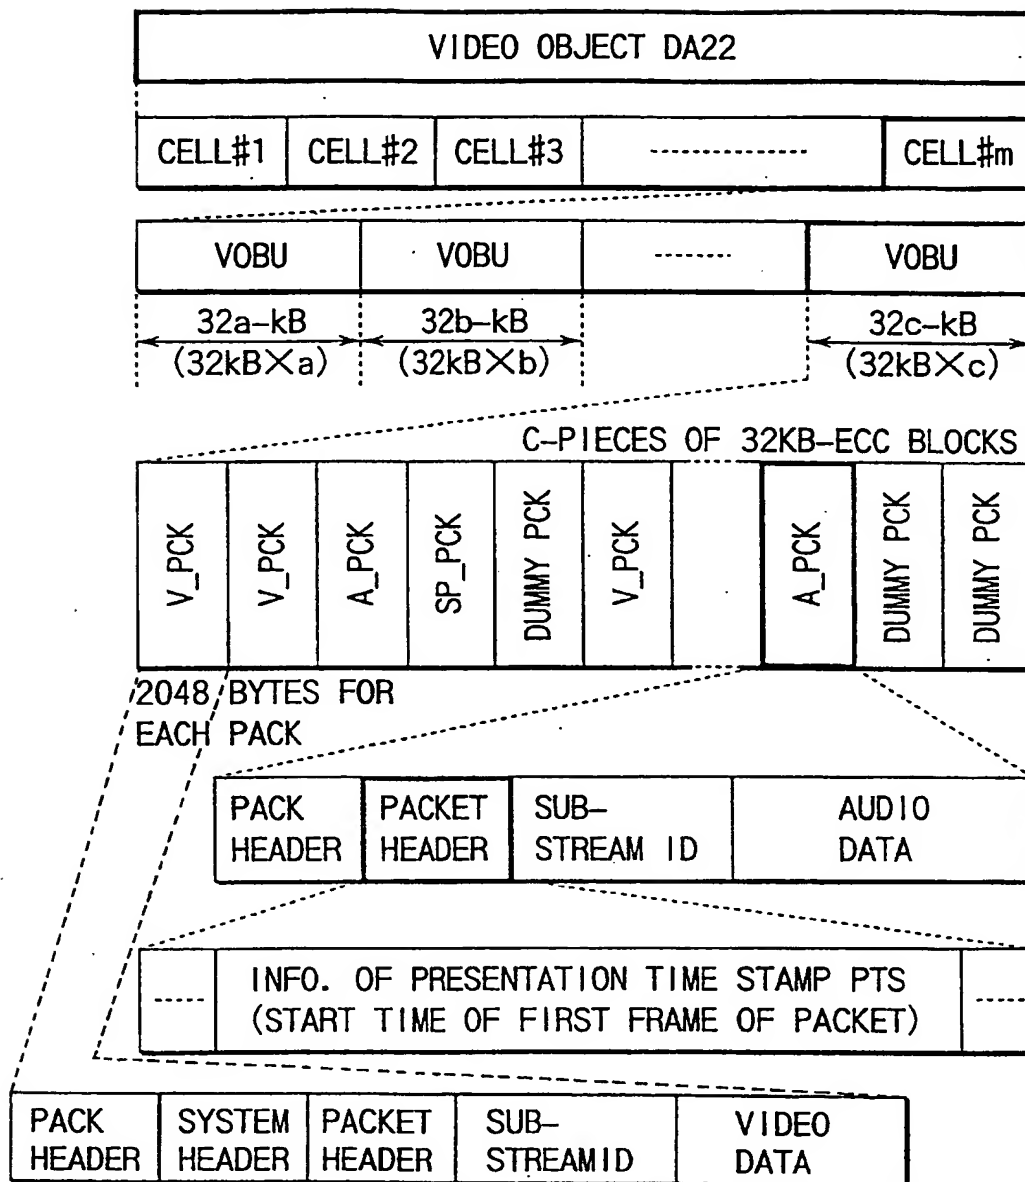 VIDEO OBJECT DA22
CELL#1 CELL#2 CELL#3 CELL#m
VOBU VOBU VOBU
32a-kB 32b-kB 32c-kB
(32kB×a) (32kB×b) (32kB×c)
C-PIECES OF 32KB-ECC BLOCKS
V_PCK V_PCK A_PCK SP_PCK DUMMY PCK V_PCK A_PCK DUMMY PCK DUMMY PCK
2048 BYTES FOR
EACH PACK
PACK PACKET SUB- AUDIO
HEADER HEADER STREAM ID DATA
INFO. OF PRESENTATION TIME STAMP PTS
(START TIME OF FIRST FRAME OF PACKET)
PACK SYSTEM PACKET SUB- VIDEO
HEADER HEADER HEADER STREAMID DATA